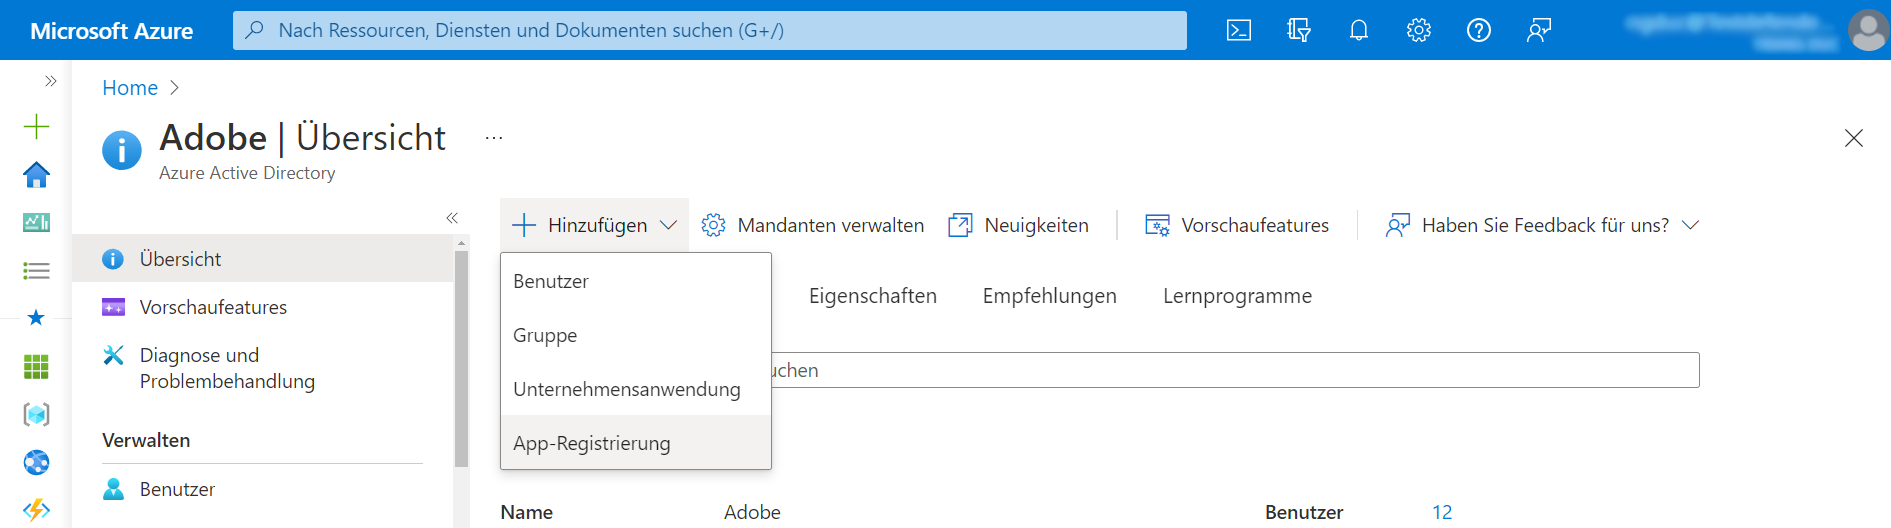 Microsoft Azure
Nach Ressourcen, Diensten und Dokumenten suchen (G+/)
Home
Adobe | Übersicht ...
Azure Active Directory
Hinzufügen
Mandanten verwalten
Neuigkeiten
Vorschaufeatures
Haben Sie Feedback für uns?
Übersicht
Vorschaufeatures
Diagnose und
Problembehandlung
Verwalten
Benutzer
Benutzer
Gruppe
Unternehmensanwendung
App-Registrierung
Eigenschaften
Empfehlungen
Lernprogramme
Name
Adobe
Benutzer
12